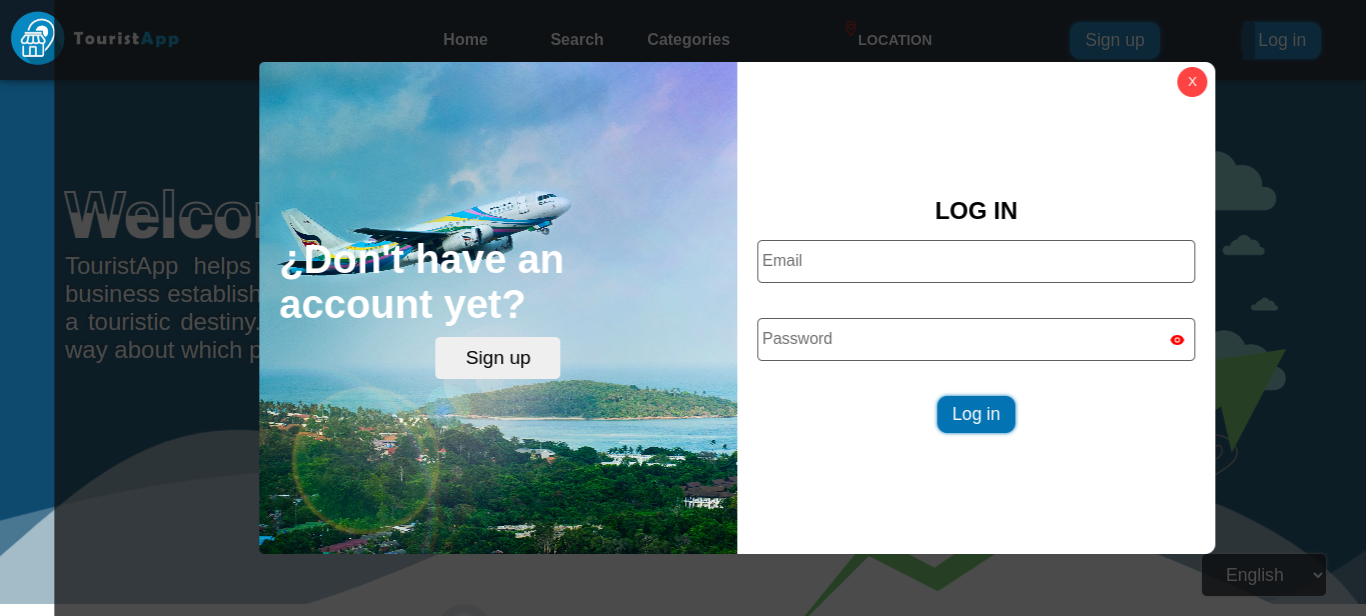 TouristApp
Home
Search
Categories
LOCATION
Sign up
Log in
X
Welco
TouristApp helps
business establish
a touristic destiny.
way about which p
¿Don't have an
account yet?
Sign up
LOG IN
Email
Password
Log in
English